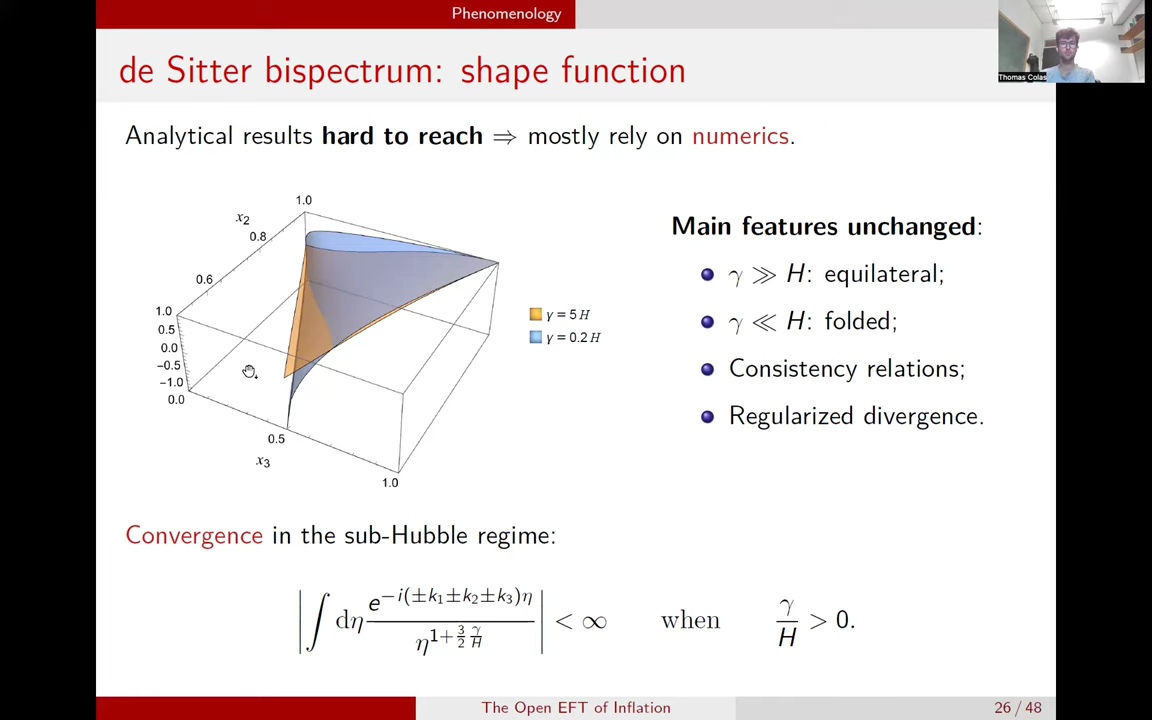 Phenomenology
de Sitter bispectrum: shape function
Thomas Colas
Analytical results hard to reach ⇒ mostly rely on numerics.
1.0
x₂
0.8
0.6
1.0
0.5
0.0
−0.5
−1.0
0.0
0.5
x₃
1.0
γ = 5 H
γ = 0.2 H
Main features unchanged:
γ ≫ H: equilateral;
γ ≪ H: folded;
Consistency relations;
Regularized divergence.
Convergence in the sub-Hubble regime:
|∫ dη e^{−i(±k₁±k₂±k₃)η} / η^{1+(3/2)(γ/H)}| < ∞ when γ/H > 0.
The Open EFT of Inflation
26 / 48